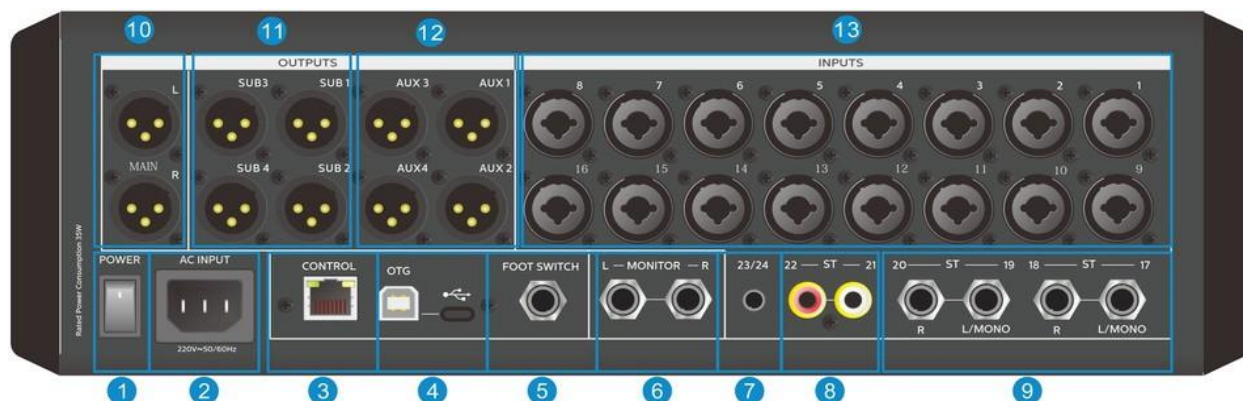 10 11 12 13
OUTPUTS INPUTS
L SUB3 SUB 1 AUX 3 AUX 1 8 7 6 5 4 3 2 1
MAIN
R SUB 4 SUB 2 AUX4 AUX 2 16 15 14 13 12 11 10 9
Rated Power Consumption 35W
POWER AC INPUT CONTROL OTG FOOT SWITCH L — MONITOR — R 23/24 22 — ST — 21 20 — ST — 19 18 — ST — 17
R L/MONO R L/MONO
220V~50/60Hz
1 2 3 4 5 6 7 8 9